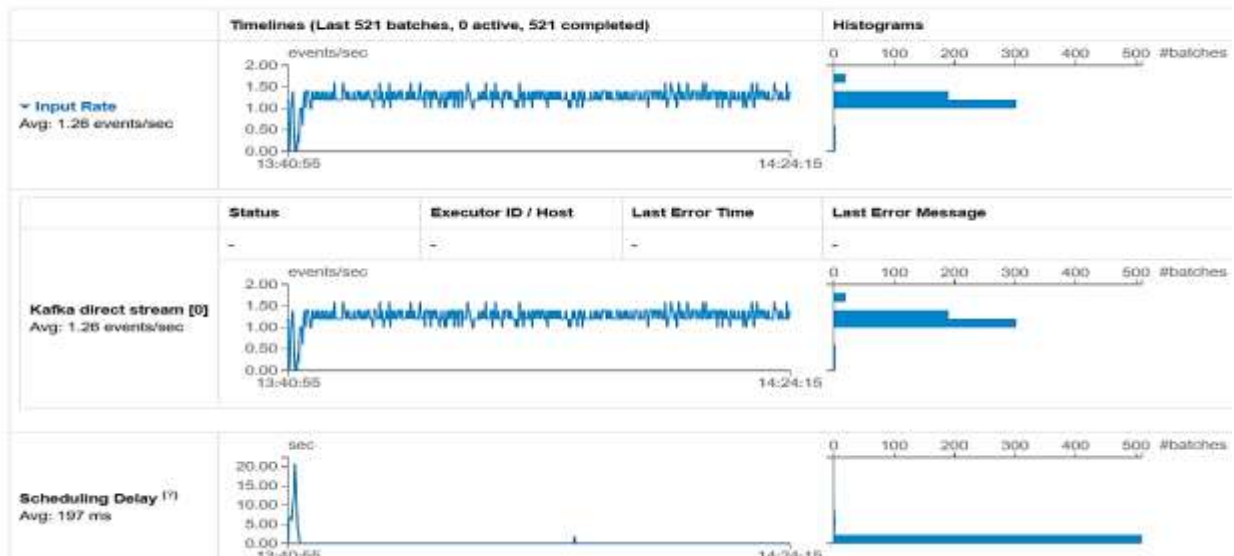 Timelines (Last 521 batches, 0 active, 521 completed)
Histograms
Input Rate
Avg: 1.26 events/sec
events/sec
2.00
1.50
1.00
0.50
0.00
13:40:55
14:24:15
0 100 200 300 400 500 #batches
Status
Executor ID / Host
Last Error Time
Last Error Message
-
-
-
-
Kafka direct stream [0]
Avg: 1.26 events/sec
events/sec
2.00
1.50
1.00
0.50
0.00
13:40:55
14:24:15
0 100 200 300 400 500 #batches
Scheduling Delay [?]
Avg: 197 ms
sec
20.00
15.00
10.00
5.00
0.00
13:40:55
14:24:15
0 100 200 300 400 500 #batches